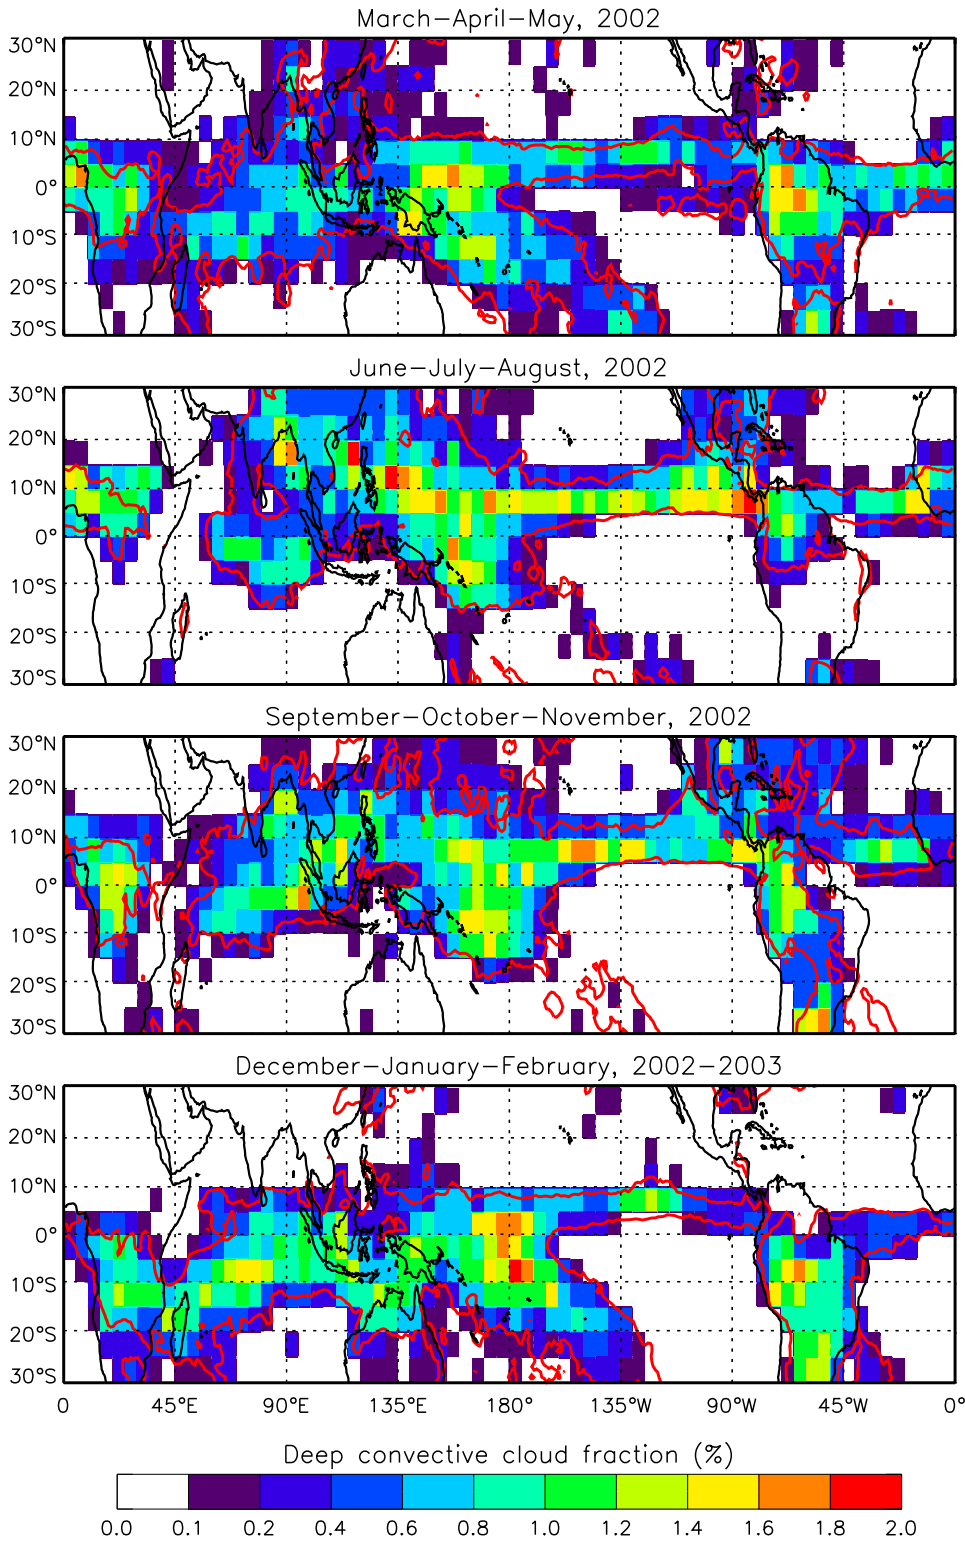 March−April−May, 2002
30°N
20°N
10°N
0°
10°S
20°S
30°S
June−July−August, 2002
30°N
20°N
10°N
0°
10°S
20°S
30°S
September−October−November, 2002
30°N
20°N
10°N
0°
10°S
20°S
30°S
December−January−February, 2002−2003
30°N
20°N
10°N
0°
10°S
20°S
30°S
0 45°E 90°E 135°E 180° 135°W 90°W 45°W 0°
Deep convective cloud fraction (%)
0.0 0.1 0.2 0.4 0.6 0.8 1.0 1.2 1.4 1.6 1.8 2.0